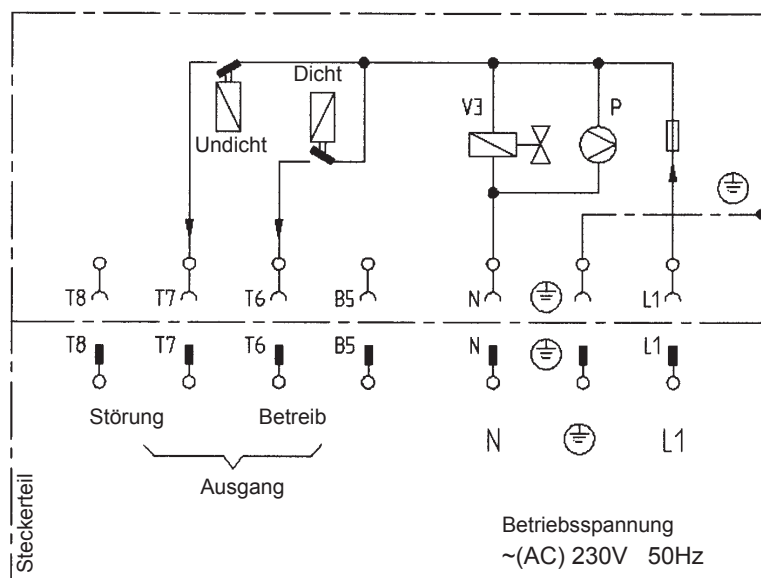 Dicht
Undicht
V3 P
T8 T7 T6 B5 N L1
T8 T7 T6 B5 N L1
Störung Betreib
N L1
Ausgang
Steckerteil
Betriebsspannung
~(AC) 230V 50Hz